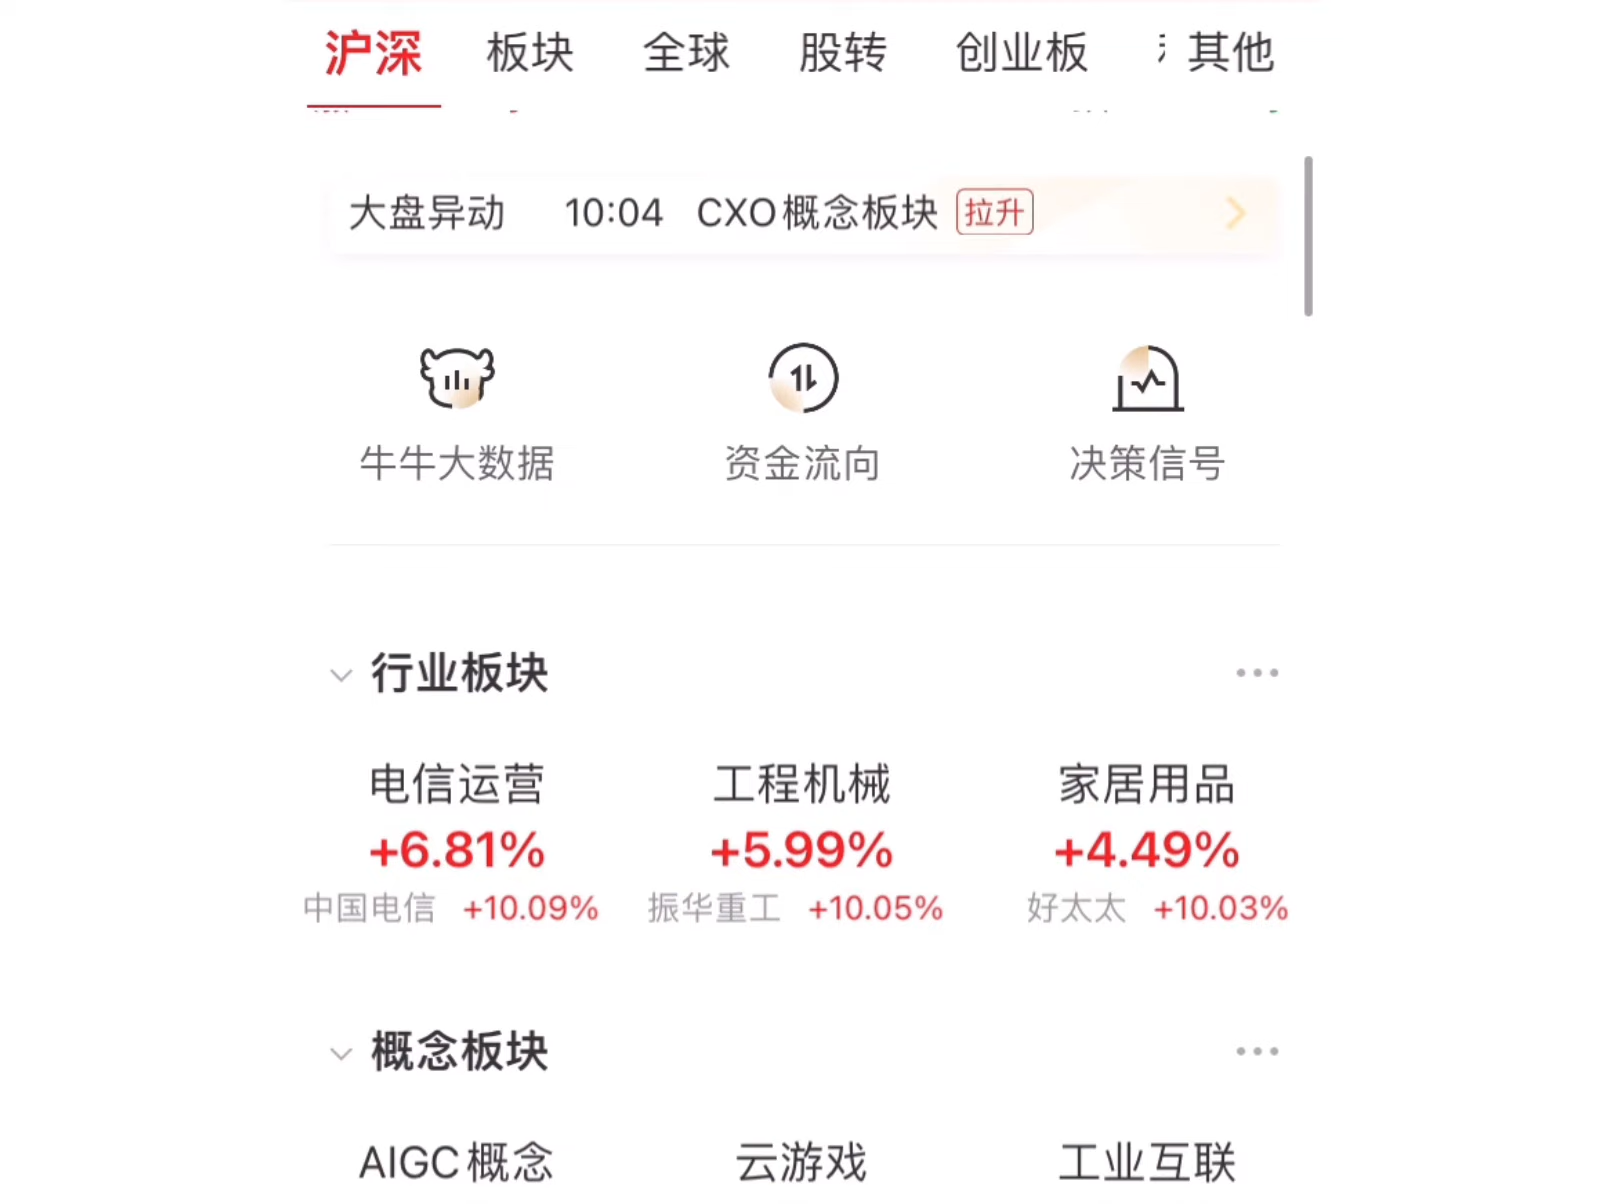 沪深 板块 全球 股转 创业板 其他
大盘异动 10:04 CXO概念板块 拉升
牛牛大数据 资金流向 决策信号
行业板块
电信运营 工程机械 家居用品
+6.81% +5.99% +4.49%
中国电信 +10.09% 振华重工 +10.05% 好太太 +10.03%
概念板块
AIGC概念 云游戏 工业互联